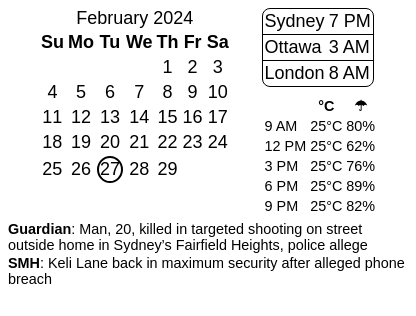 February 2024
Su Mo Tu We Th Fr Sa
1 2 3
4 5 6 7 8 9 10
11 12 13 14 15 16 17
18 19 20 21 22 23 24
25 26 27 28 29
Sydney 7 PM
Ottawa 3 AM
London 8 AM
°C ☂
9 AM 25°C 80%
12 PM 25°C 62%
3 PM 25°C 76%
6 PM 25°C 89%
9 PM 25°C 82%
Guardian: Man, 20, killed in targeted shooting on street
outside home in Sydney’s Fairfield Heights, police allege
SMH: Keli Lane back in maximum security after alleged phone
breach